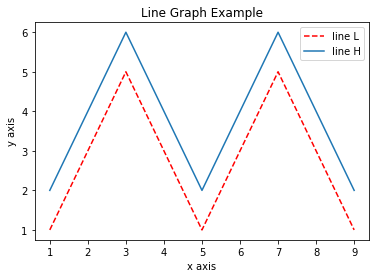 Line Graph Example
line L
line H
y axis
6
5
4
3
2
1
1 2 3 4 5 6 7 8 9
x axis